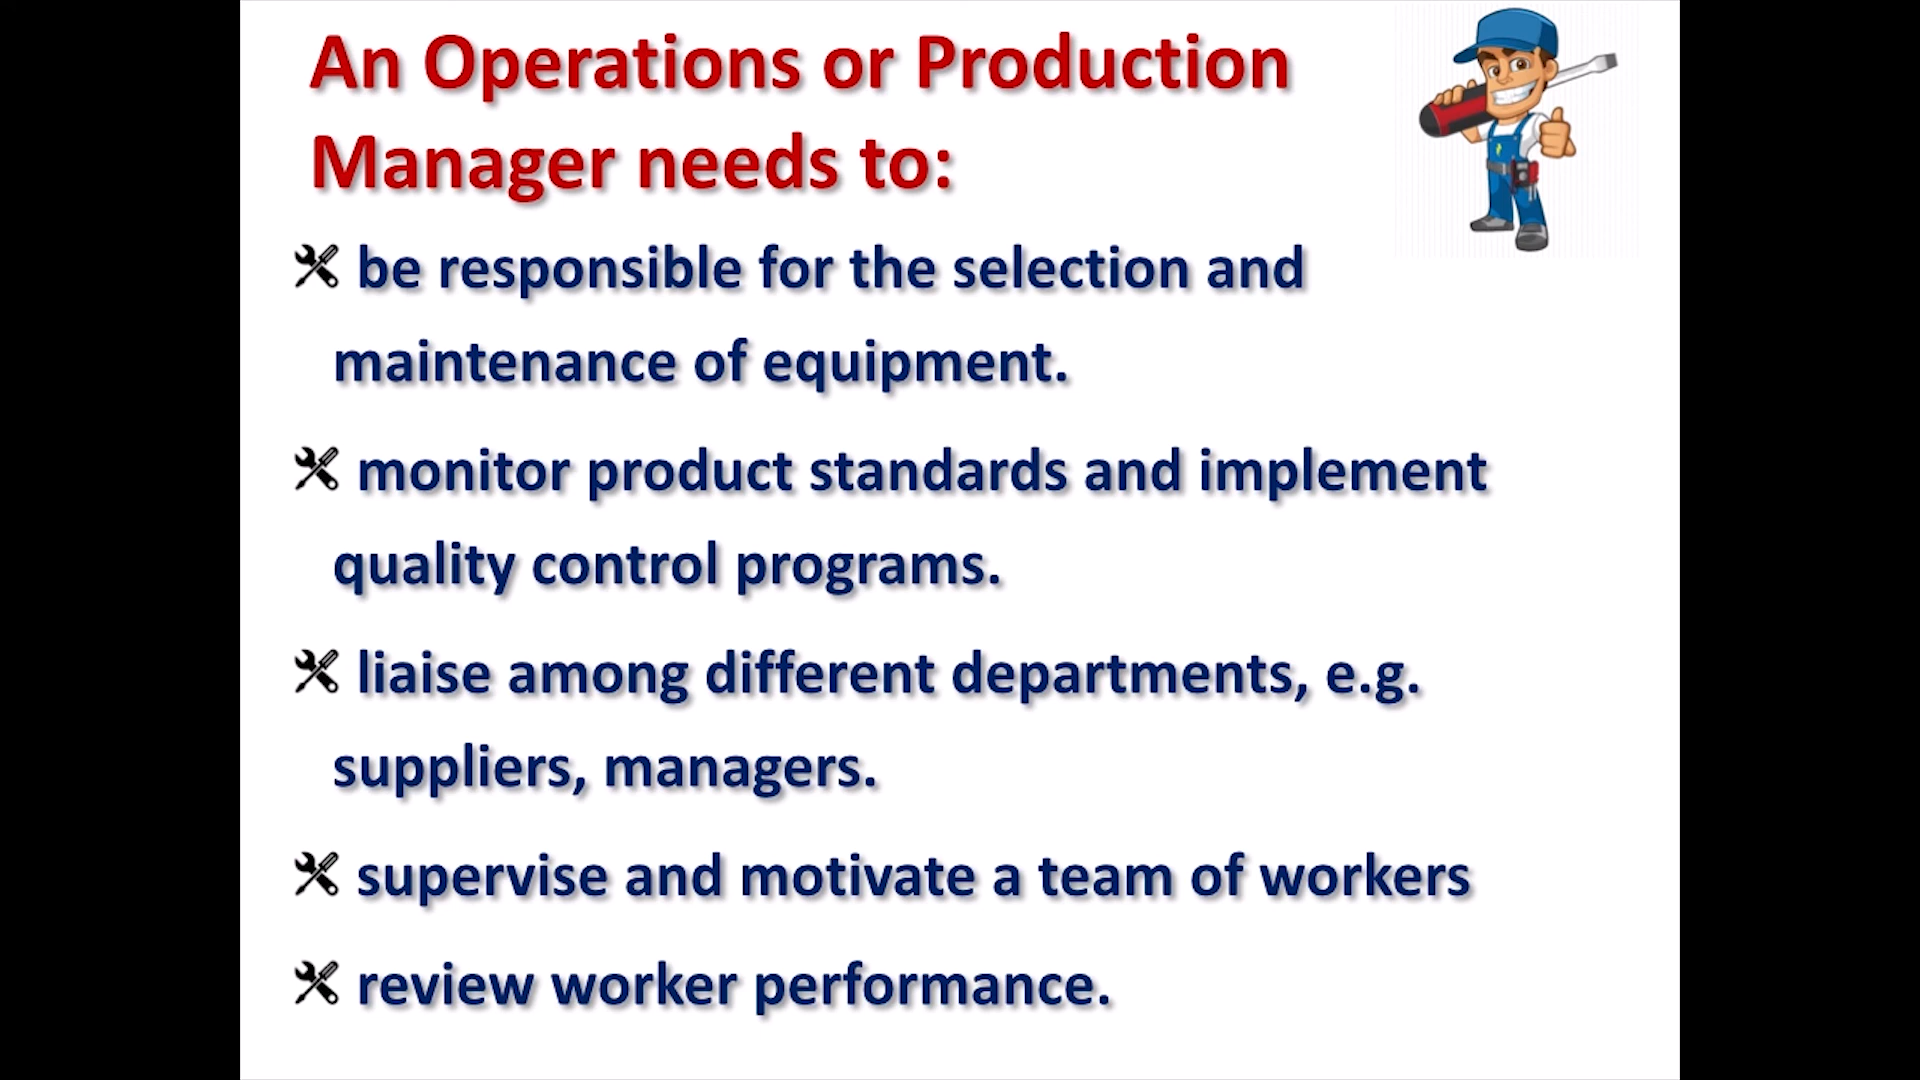 An Operations or Production
Manager needs to:
be responsible for the selection and
maintenance of equipment.
monitor product standards and implement
quality control programs.
liaise among different departments, e.g.
suppliers, managers.
supervise and motivate a team of workers
review worker performance.